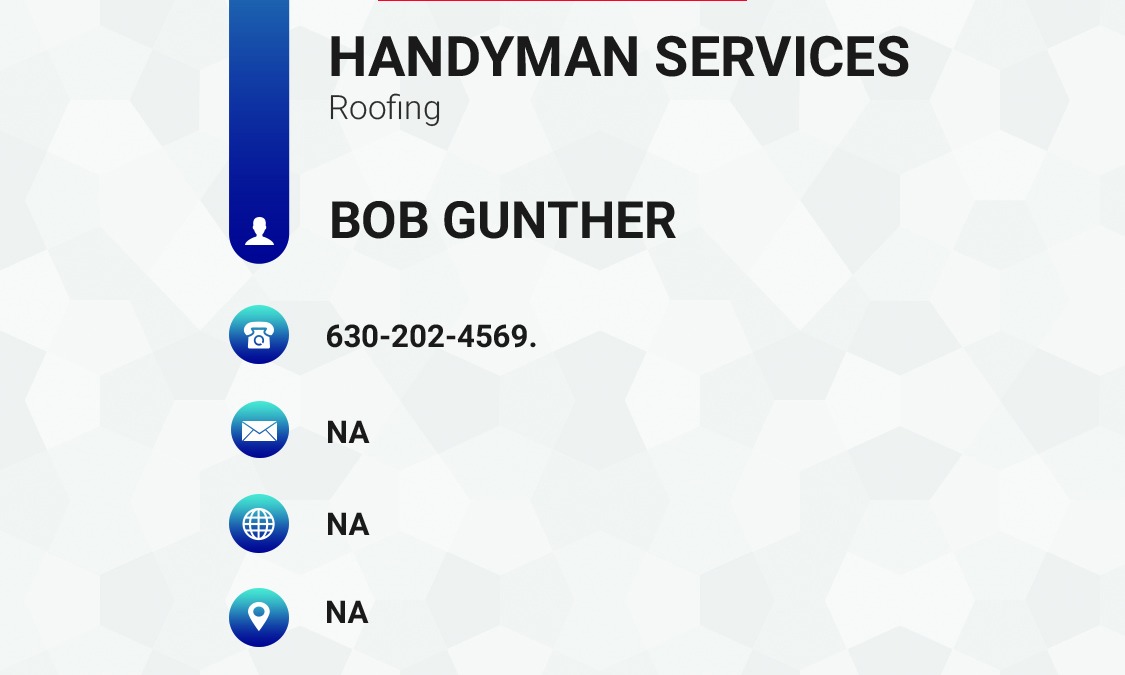 HANDYMAN SERVICES
Roofing
BOB GUNTHER
630-202-4569.
NA
NA
NA